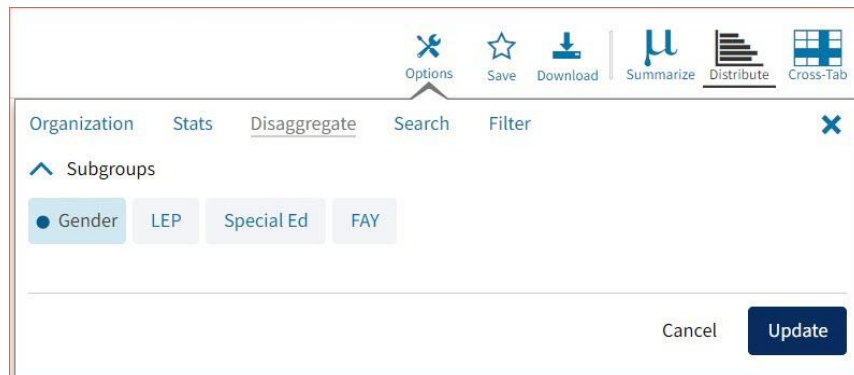 Options Save Download Summarize Distribute Cross-Tab
Organization Stats Disaggregate Search Filter
Subgroups
Gender LEP Special Ed FAY
Cancel Update